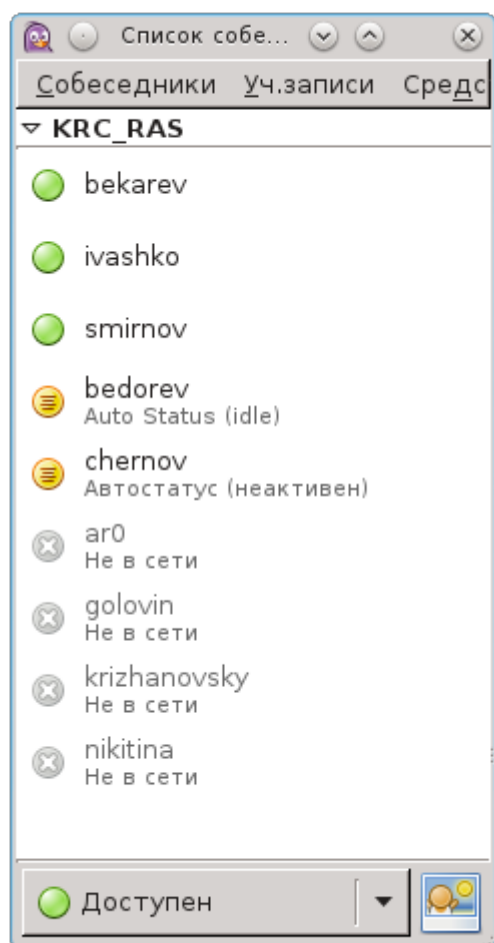 Список собе...
Собеседники Уч.записи Средс
KRC_RAS
bekarev
ivashko
smirnov
bedorev
Auto Status (idle)
chernov
Автостатус (неактивен)
ar0
Не в сети
golovin
Не в сети
krizhanovsky
Не в сети
nikitina
Не в сети
Доступен